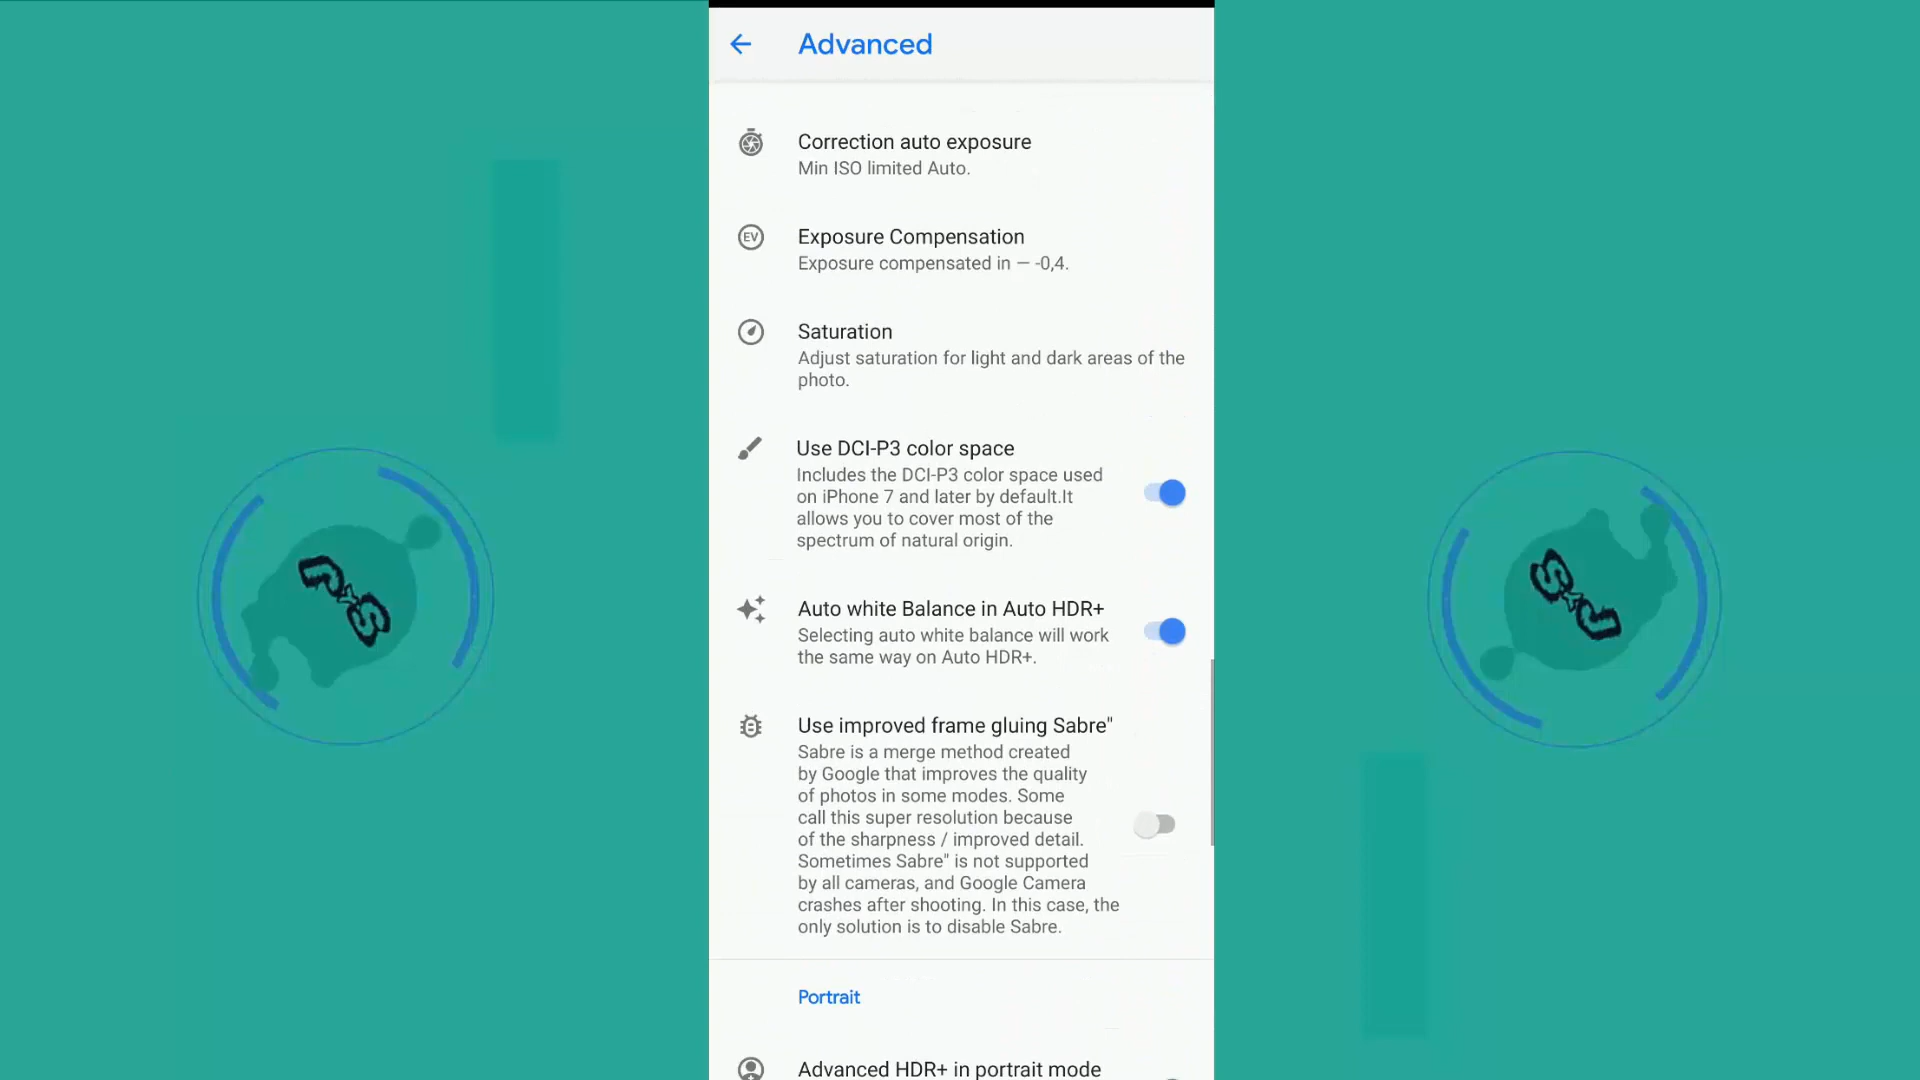 Advanced
Correction auto exposure
Min ISO limited Auto.
EV
Exposure Compensation
Exposure compensated in — -0,4.
Saturation
Adjust saturation for light and dark areas of the
photo.
Use DCI-P3 color space
Includes the DCI-P3 color space used
on iPhone 7 and later by default.It
allows you to cover most of the
spectrum of natural origin.
Auto white Balance in Auto HDR+
Selecting auto white balance will work
the same way on Auto HDR+.
Use improved frame gluing Sabre"
Sabre is a merge method created
by Google that improves the quality
of photos in some modes. Some
call this super resolution because
of the sharpness / improved detail.
Sometimes Sabre" is not supported
by all cameras, and Google Camera
crashes after shooting. In this case, the
only solution is to disable Sabre.
Portrait
Advanced HDR+ in portrait mode